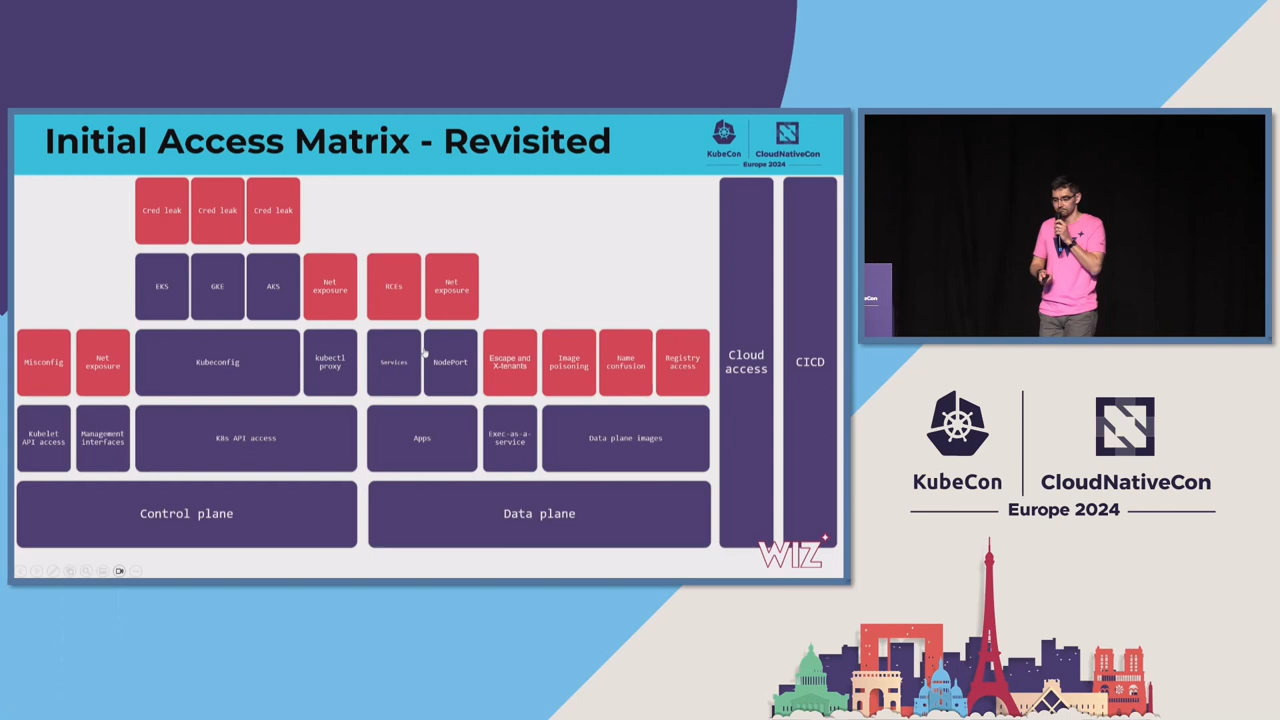 Initial Access Matrix - Revisited
KubeCon
CloudNativeCon
Europe 2024
Cred leak
Cred leak
Cred leak
EKS
GKE
AKS
Net
exposure
RCEs
Net
exposure
Misconfig
Net
exposure
Kubeconfig
kubectl
proxy
Services
NodePort
Escape and
X-tenants
Image
poisoning
Name
confusion
Registry
access
Cloud
access
CICD
Kubelet
API access
Management
interfaces
K8s API access
Apps
Exec-as-a-
service
Data plane images
Control plane
Data plane
WIZ
eCon
KubeCon
CloudNativeCon
Europe 2024